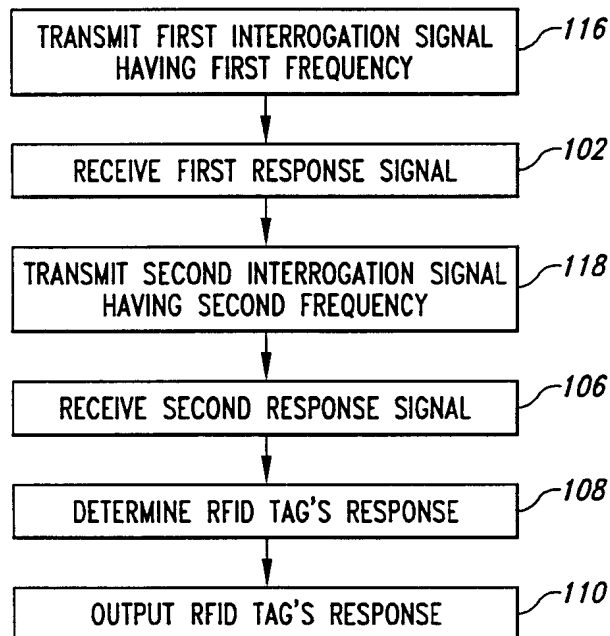 TRANSMIT FIRST INTERROGATION SIGNAL
HAVING FIRST FREQUENCY
116
RECEIVE FIRST RESPONSE SIGNAL
102
TRANSMIT SECOND INTERROGATION SIGNAL
HAVING SECOND FREQUENCY
118
RECEIVE SECOND RESPONSE SIGNAL
106
DETERMINE RFID TAG'S RESPONSE
108
OUTPUT RFID TAG'S RESPONSE
110